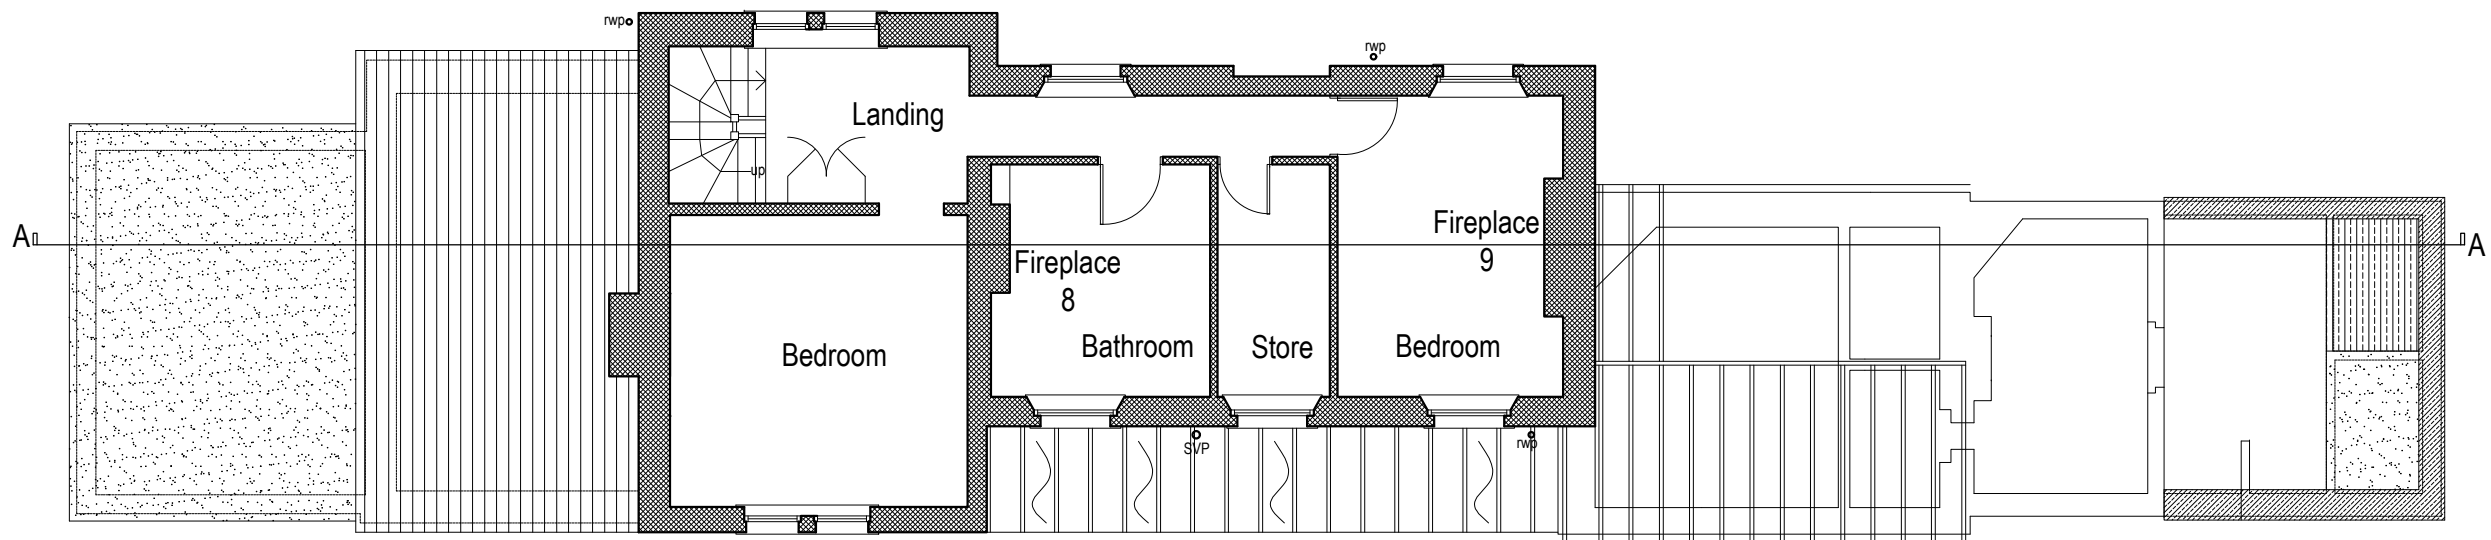 rwp
rwp
Landing
up
A
A
Fireplace
9
Fireplace
8
Bedroom
Bathroom
Store
Bedroom
SVP
rwp